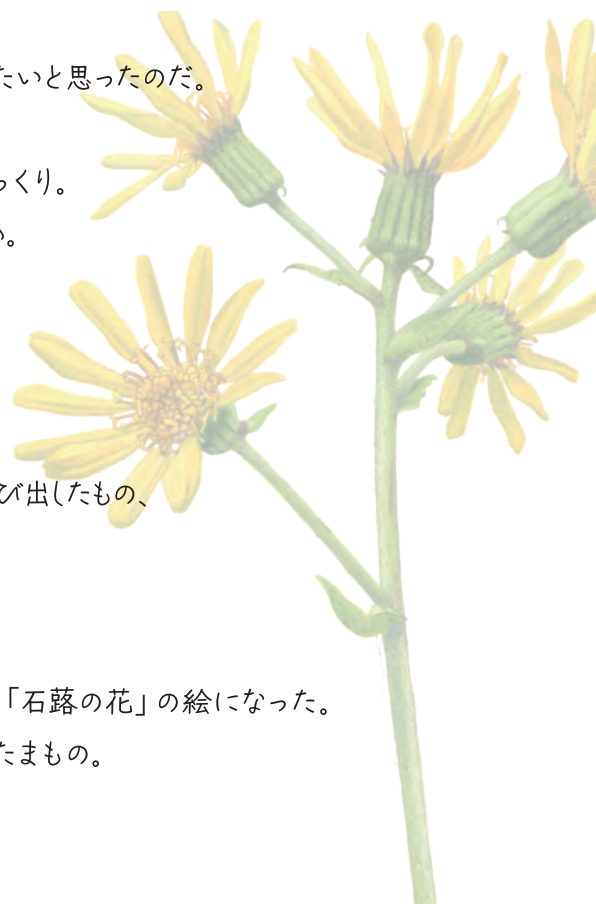 たいと思ったのだ。
っくり。
い。
び出したもの、
「石蕗の花」の絵になった。
たまもの。